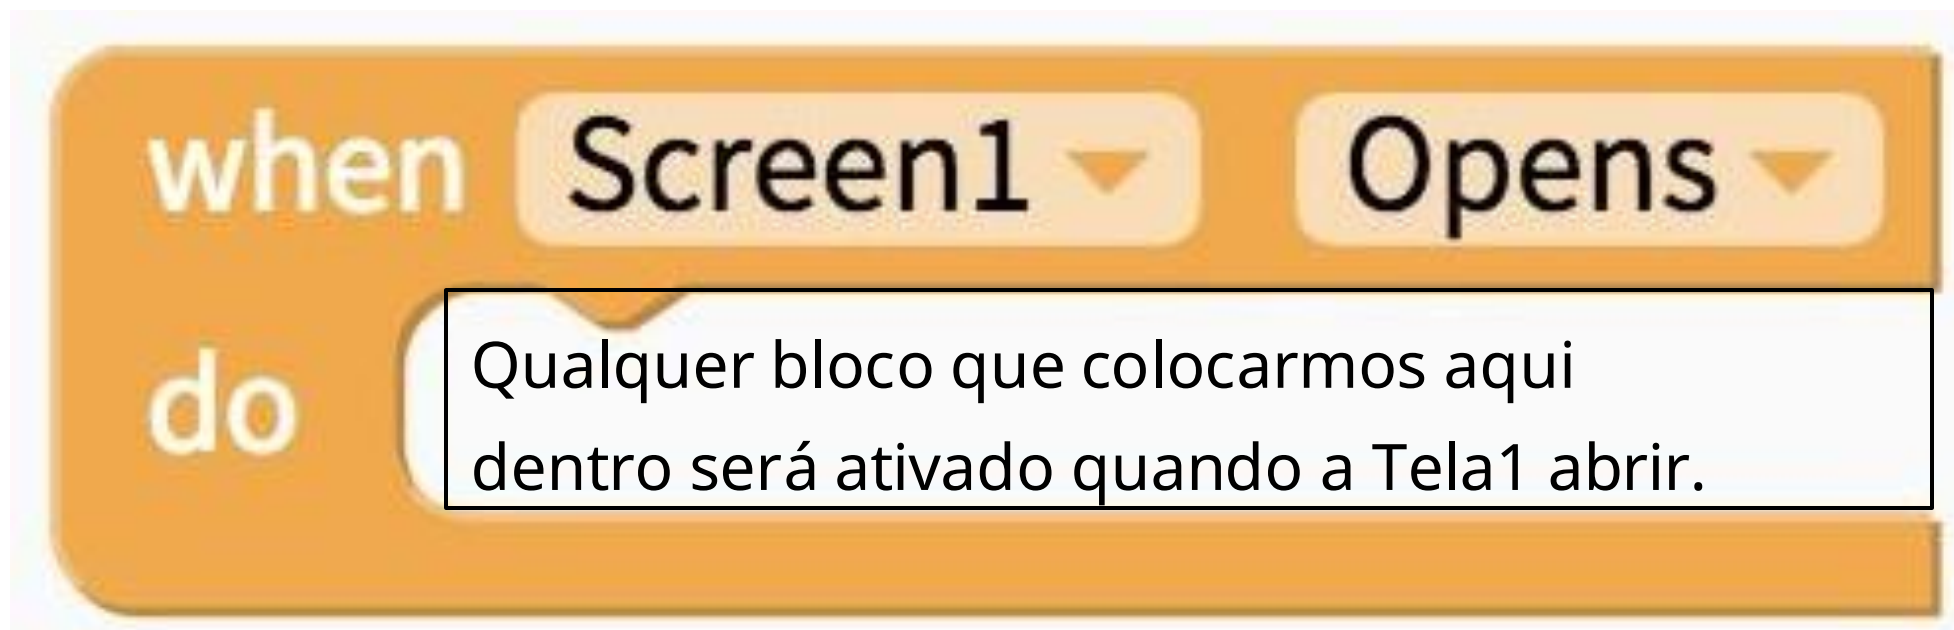 when Screen1 Opens
do
Qualquer bloco que colocarmos aqui
dentro será ativado quando a Tela1 abrir.